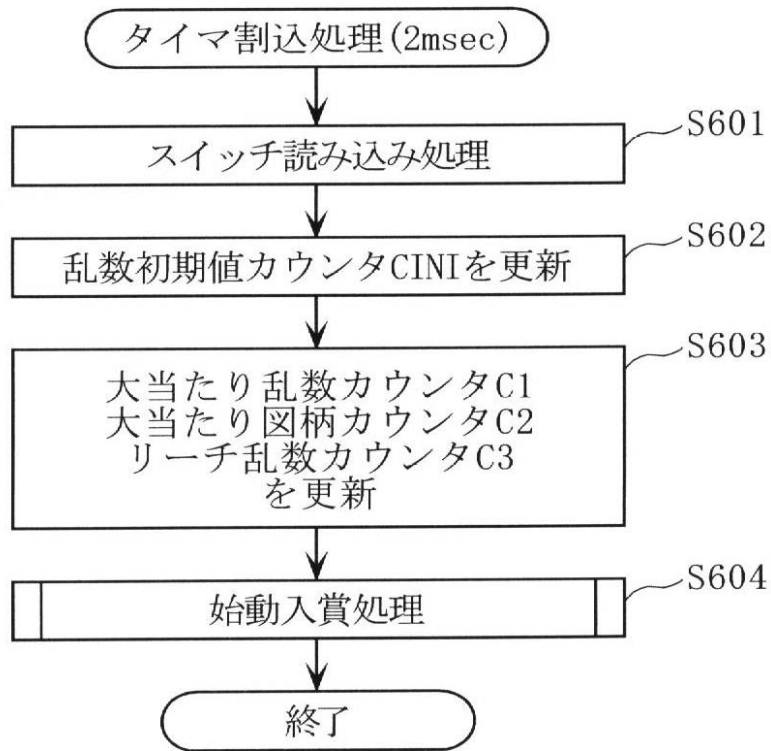 タイマ割込処理(2msec)
スイッチ読み込み処理
S601
乱数初期値カウンタCINIを更新
S602
大当たり乱数カウンタC1
大当たり図柄カウンタC2
リーチ乱数カウンタC3
を更新
S603
始動入賞処理
S604
終了